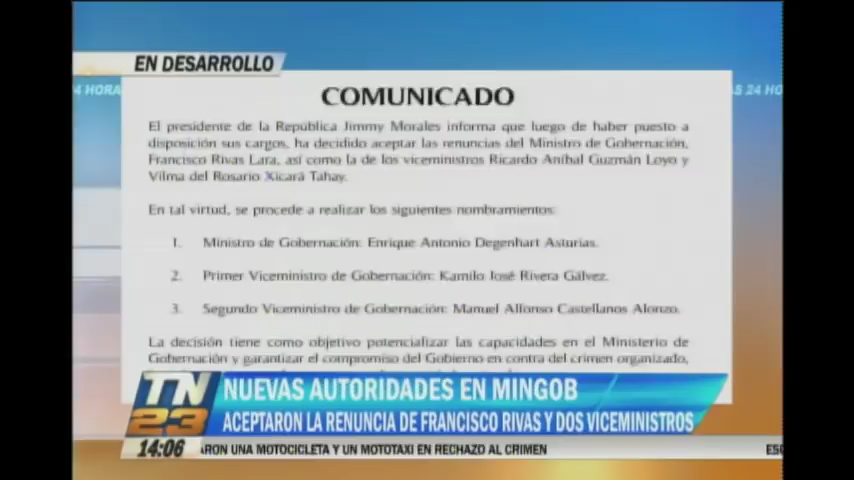 EN DESARROLLO
4 HORA
AS 24 HO
COMUNICADO
El presidente de la República Jimmy Morales informa que luego de haber puesto a
disposición sus cargos, ha decidido aceptar las renuncias del Ministro de Gobernación,
Francisco Rivas Lara, así como la de los viceministros Ricardo Aníbal Guzmán Loyo y
Vilma del Rosario Xicará Tahay.
En tal virtud, se procede a realizar los siguientes nombramientos:
1. Ministro de Gobernación: Enrique Antonio Degenhart Asturias.
2. Primer Viceministro de Gobernación: Kamilo José Rivera Gálvez.
3. Segundo Viceministro de Gobernación: Manuel Alfonso Castellanos Alonzo.
La decisión tiene como objetivo potencializar las capacidades en el Ministerio de
Gobernación y garantizar el compromiso del Gobierno en contra del crimen organizado,
TN
23
NUEVAS AUTORIDADES EN MINGOB
ACEPTARON LA RENUNCIA DE FRANCISCO RIVAS Y DOS VICEMINISTROS
14:06
ARON UNA MOTOCICLETA Y UN MOTOTAXI EN RECHAZO AL CRIMEN